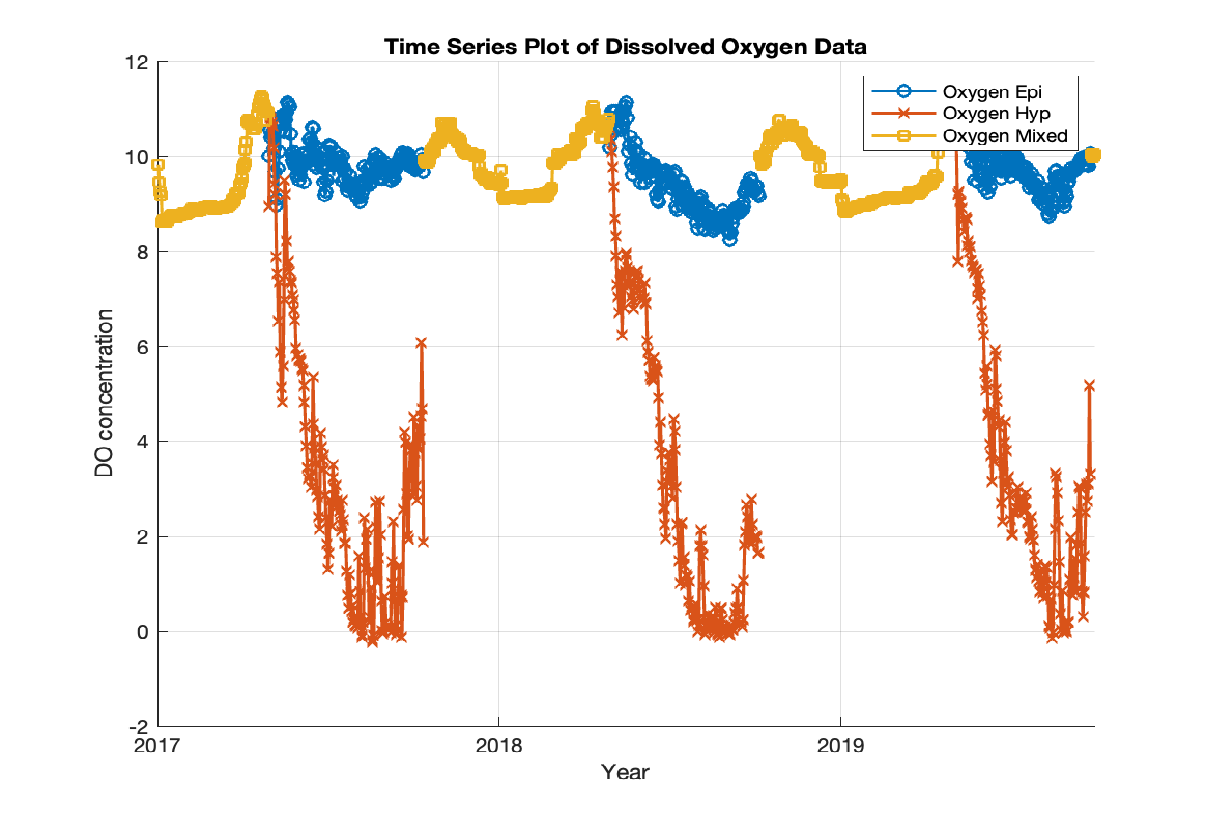 Time Series Plot of Dissolved Oxygen Data
12
10
8
6
4
2
0
-2
DO concentration
Oxygen Epi
Oxygen Hyp
Oxygen Mixed
2017
2018
2019
Year